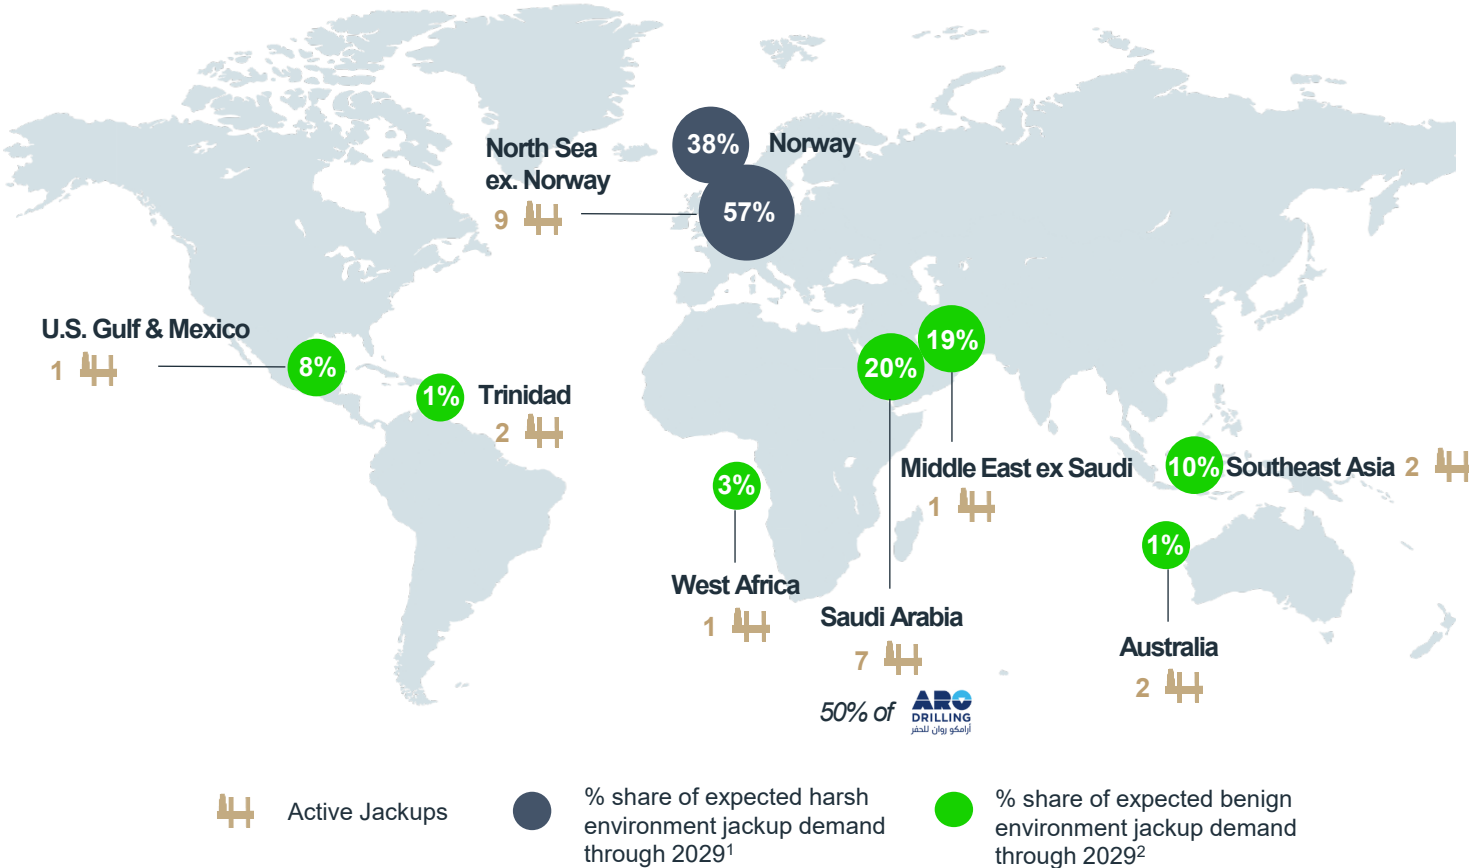 38%
Norway
North Sea
ex. Norway
9
57%
U.S. Gulf & Mexico
1
8%
1%
Trinidad
2
19%
20%
Middle East ex Saudi
1
10%
Southeast Asia
2
3%
West Africa
1
Saudi Arabia
7
50% of
ARO
DRILLING
أرامكو روان للحفر
1%
Australia
2
Active Jackups
% share of expected harsh
environment jackup demand
through 2029¹
% share of expected benign
environment jackup demand
through 2029²